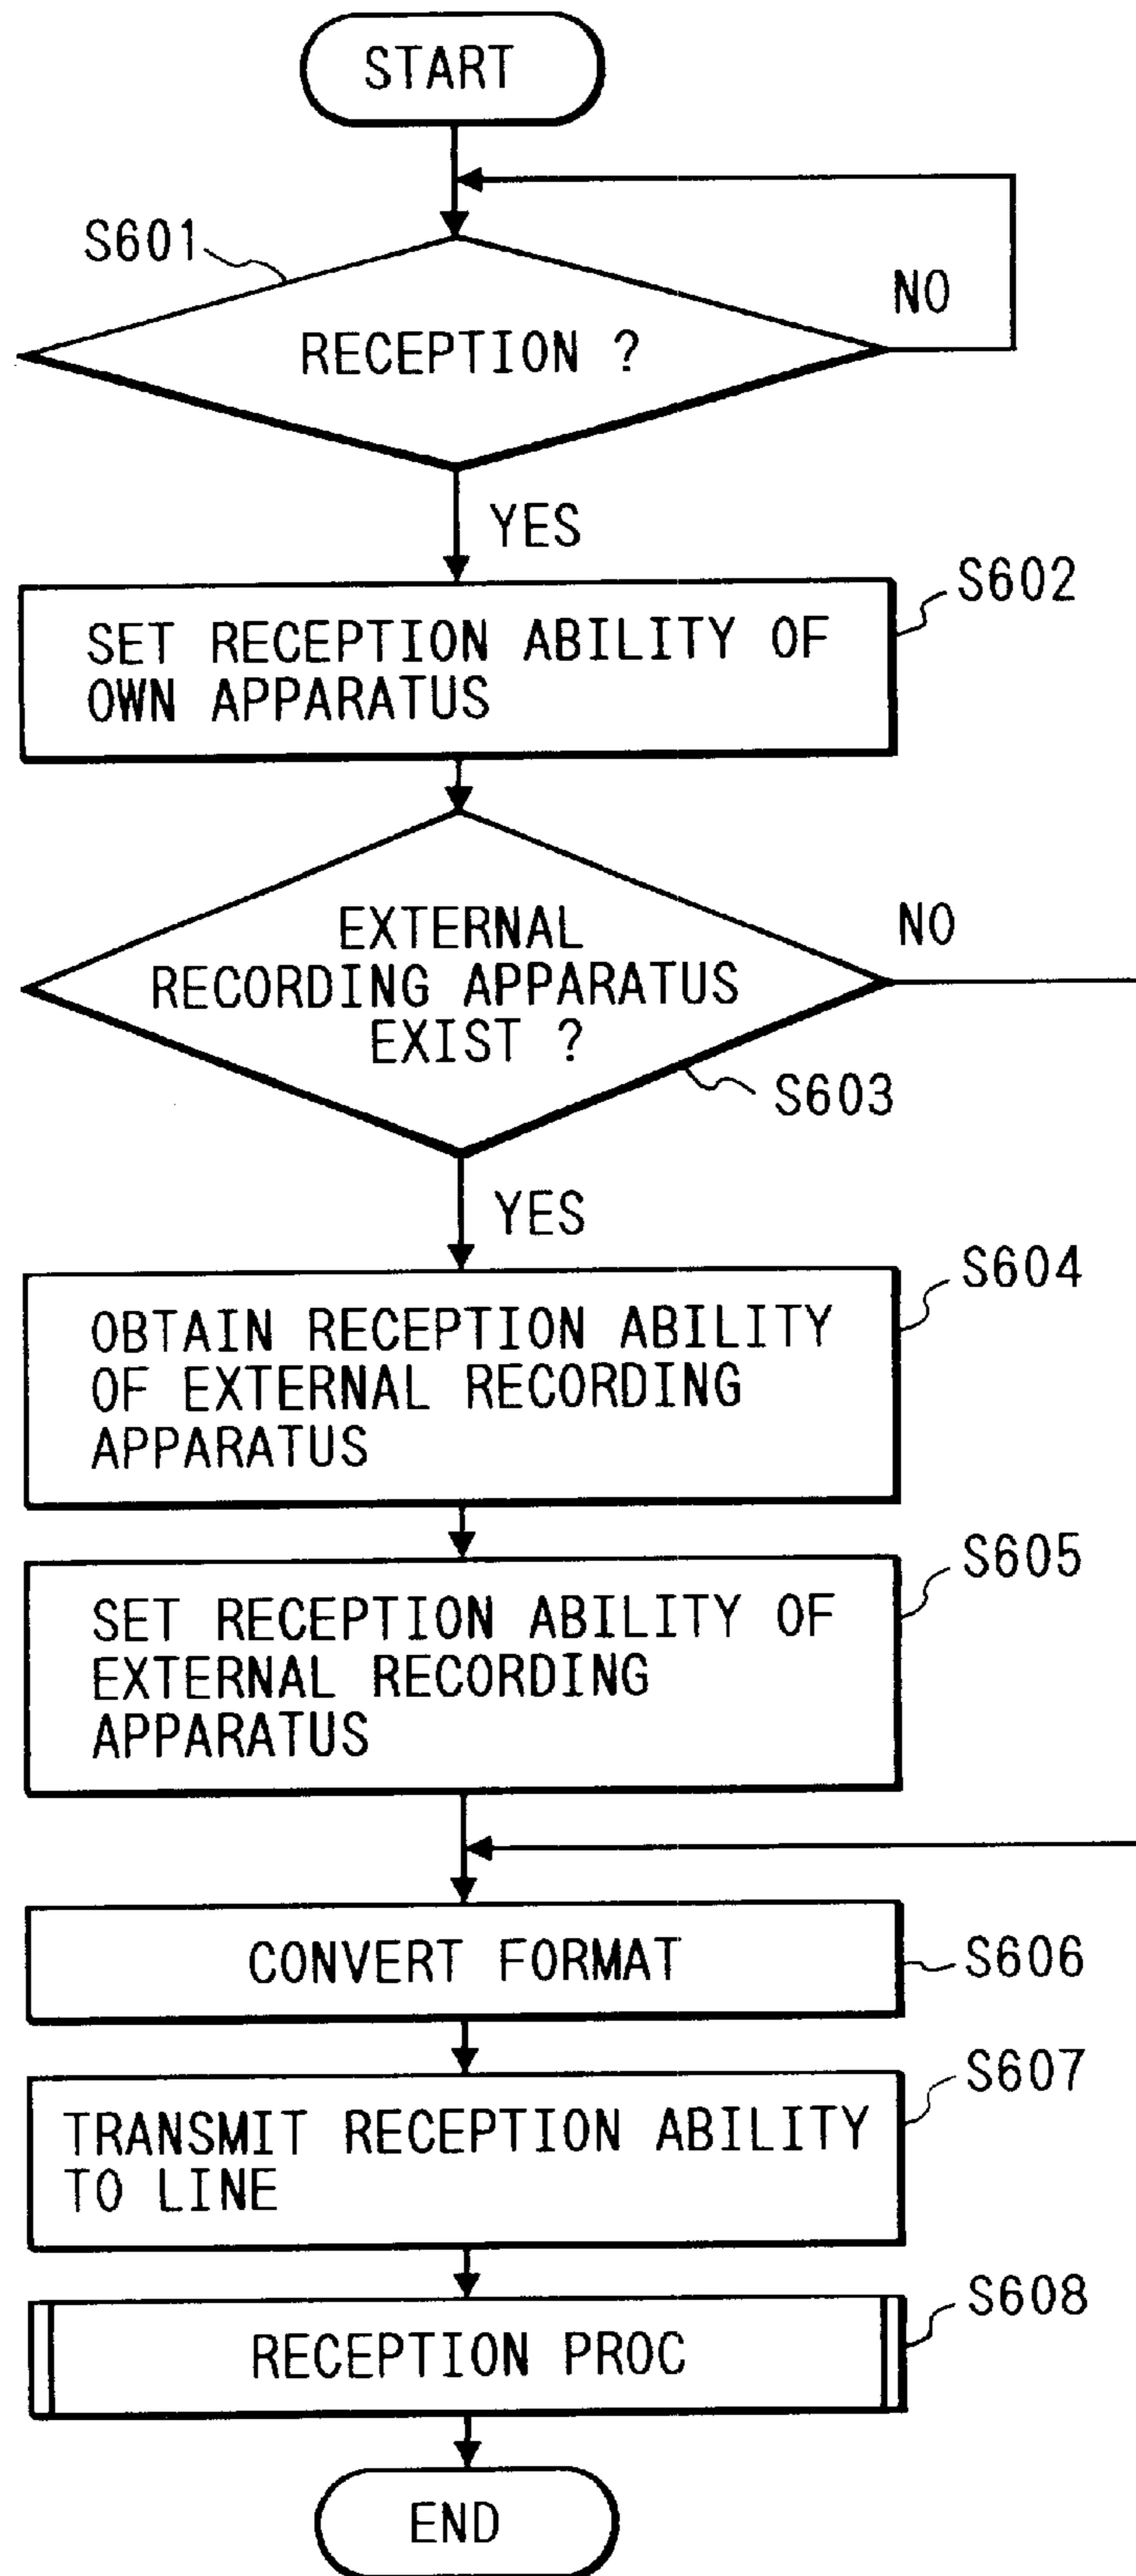 START
S601
NO
RECEPTION ?
YES
S602
SET RECEPTION ABILITY OF
OWN APPARATUS
NO
EXTERNAL
RECORDING APPARATUS
EXIST ?
S603
YES
S604
OBTAIN RECEPTION ABILITY
OF EXTERNAL RECORDING
APPARATUS
S605
SET RECEPTION ABILITY OF
EXTERNAL RECORDING
APPARATUS
CONVERT FORMAT
S606
S607
TRANSMIT RECEPTION ABILITY
TO LINE
S608
RECEPTION PROC
END